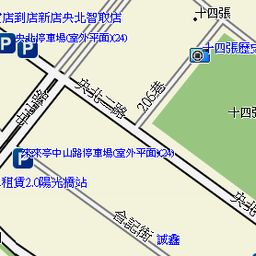 店到店新店央北智取店
十四張
央北停車場(室外平面)(24)
十四張歷史
央北二路
206巷
中山路
十四張
來來亭中山路停車場(室外平面)(24)
租賃2.0陽光橋站
央北
合記街
誠鑫